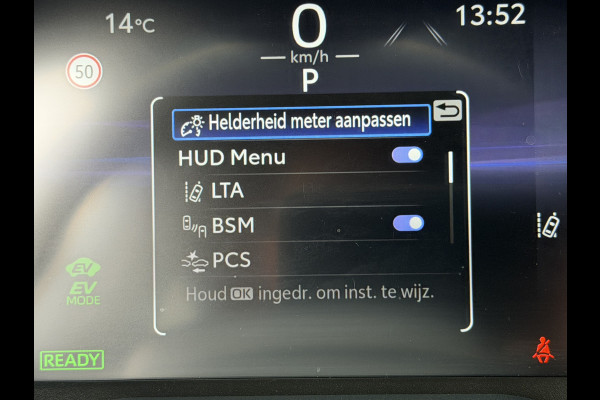 14°C
0
13:52
km/h
50
P
Helderheid meter aanpassen
HUD Menu
LTA
BSM
PCS
EV
EV
MODE
Houd OK ingedr. om inst. te wijz.
READY